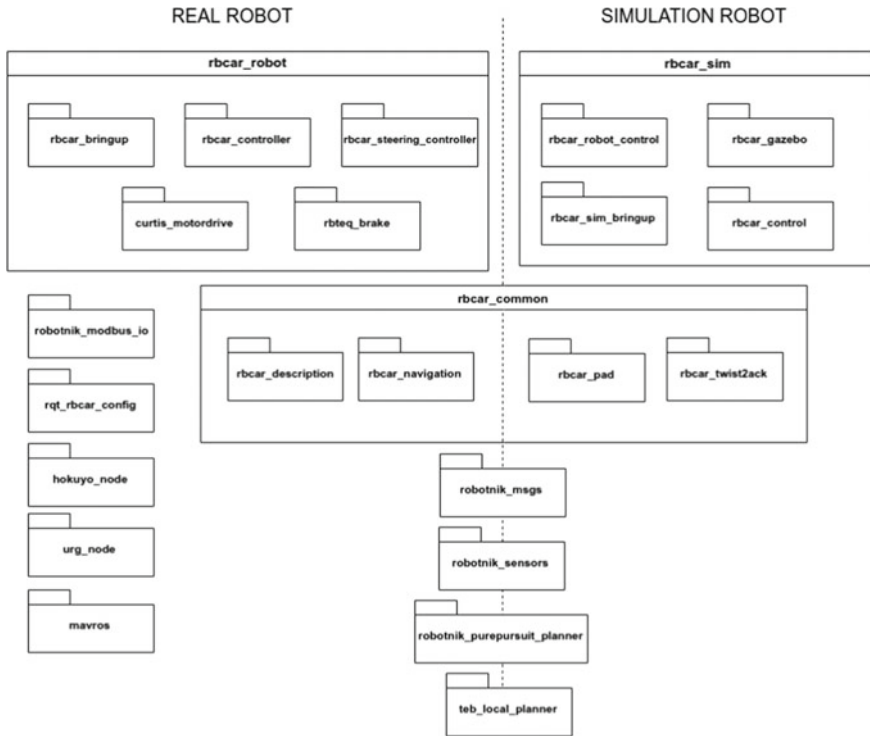 REAL ROBOT
SIMULATION ROBOT
rbcar_robot
rbcar_bringup
rbcar_controller
rbcar_steering_controller
curtis_motordrive
rbteq_brake
rbcar_sim
rbcar_robot_control
rbcar_gazebo
rbcar_sim_bringup
rbcar_control
rbcar_common
rbcar_description
rbcar_navigation
rbcar_pad
rbcar_twist2ack
robotnik_modbus_io
rqt_rbcar_config
hokuyo_node
urg_node
mavros
robotnik_msgs
robotnik_sensors
robotnik_purepursuit_planner
teb_local_planner